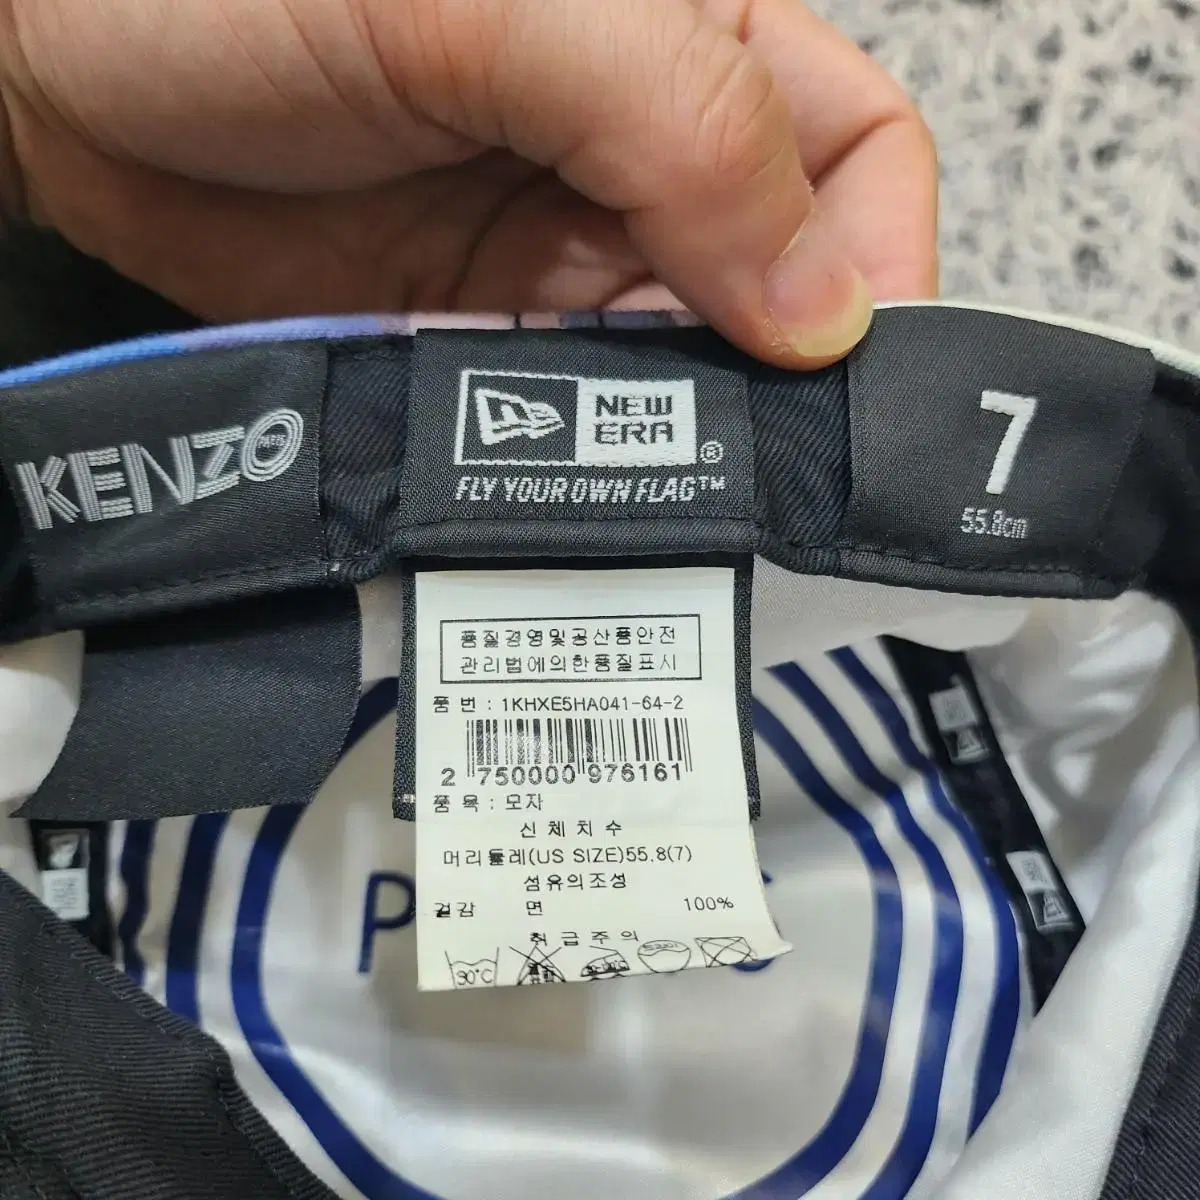 KENZO
PARIS
NEW
ERA
®
FLY YOUR OWN FLAG™
7
55.8cm
품질경영및공산품안전
관리법에의한품질표시
품 번 : 1KHXE5HA041-64-2
2 750000 976161
품 목 : 모자
신 체 치 수
머리둘레(US SIZE)55.8(7)
섬유의조성
겉감 면 100%
취 급 주 의
30°C